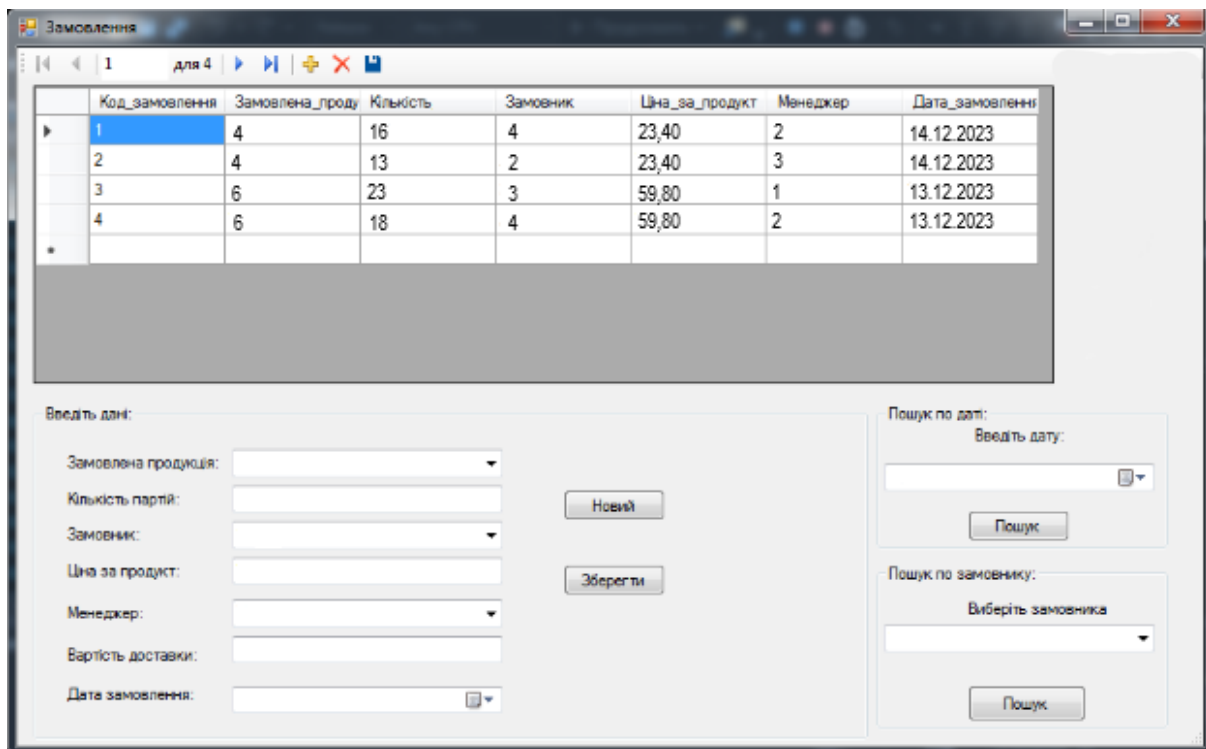 Замовлення
1 для 4
Код_замовлення Замовлена_проду Кількість Замовник Ціна_за_продукт Менеджер Дата_замовлення
1 4 16 4 23,40 2 14.12.2023
2 4 13 2 23,40 3 14.12.2023
3 6 23 3 59,80 1 13.12.2023
4 6 18 4 59,80 2 13.12.2023
Введіть дані:
Замовлена продукція:
Кількість партій:
Замовник:
Ціна за продукт:
Менеджер:
Вартість доставки:
Дата замовлення:
Новий
Зберегти
Пошук по даті:
Введіть дату:
Пошук
Пошук по замовнику:
Виберіть замовника
Пошук